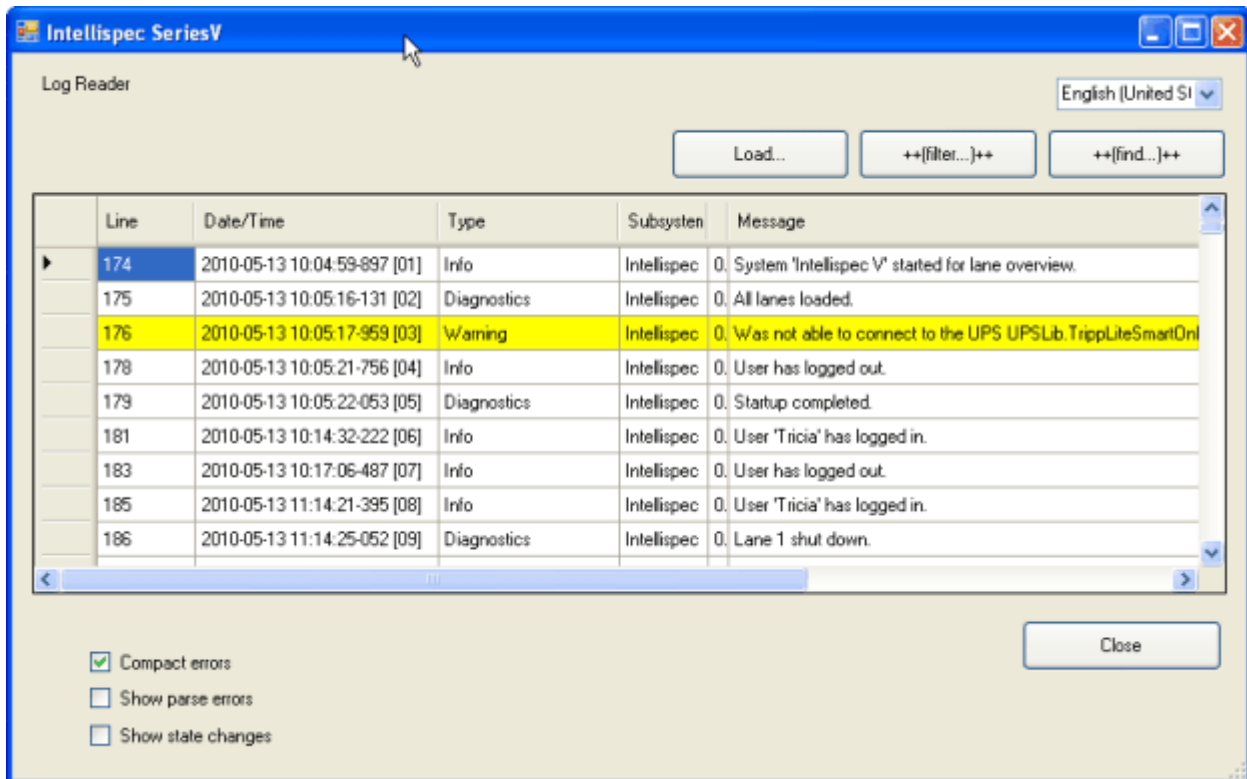 Intellispec SeriesV
Log Reader
English (United St
Load...
++(filter...)++
++(find...)++
Line Date/Time Type Subsysten Message
174 2010-05-13 10:04:59-897 [01] Info Intellispec 0. System 'Intellispec V' started for lane overview.
175 2010-05-13 10:05:16-131 [02] Diagnostics Intellispec 0. All lanes loaded.
176 2010-05-13 10:05:17-959 [03] Warning Intellispec 0. Was not able to connect to the UPS UPSLib.TrippLiteSmartOnl
178 2010-05-13 10:05:21-756 [04] Info Intellispec 0. User has logged out.
179 2010-05-13 10:05:22-053 [05] Diagnostics Intellispec 0. Startup completed.
181 2010-05-13 10:14:32-222 [06] Info Intellispec 0. User 'Tricia' has logged in.
183 2010-05-13 10:17:06-487 [07] Info Intellispec 0. User has logged out.
185 2010-05-13 11:14:21-395 [08] Info Intellispec 0. User 'Tricia' has logged in.
186 2010-05-13 11:14:25-052 [09] Diagnostics Intellispec 0. Lane 1 shut down.
Close
Compact errors
Show parse errors
Show state changes